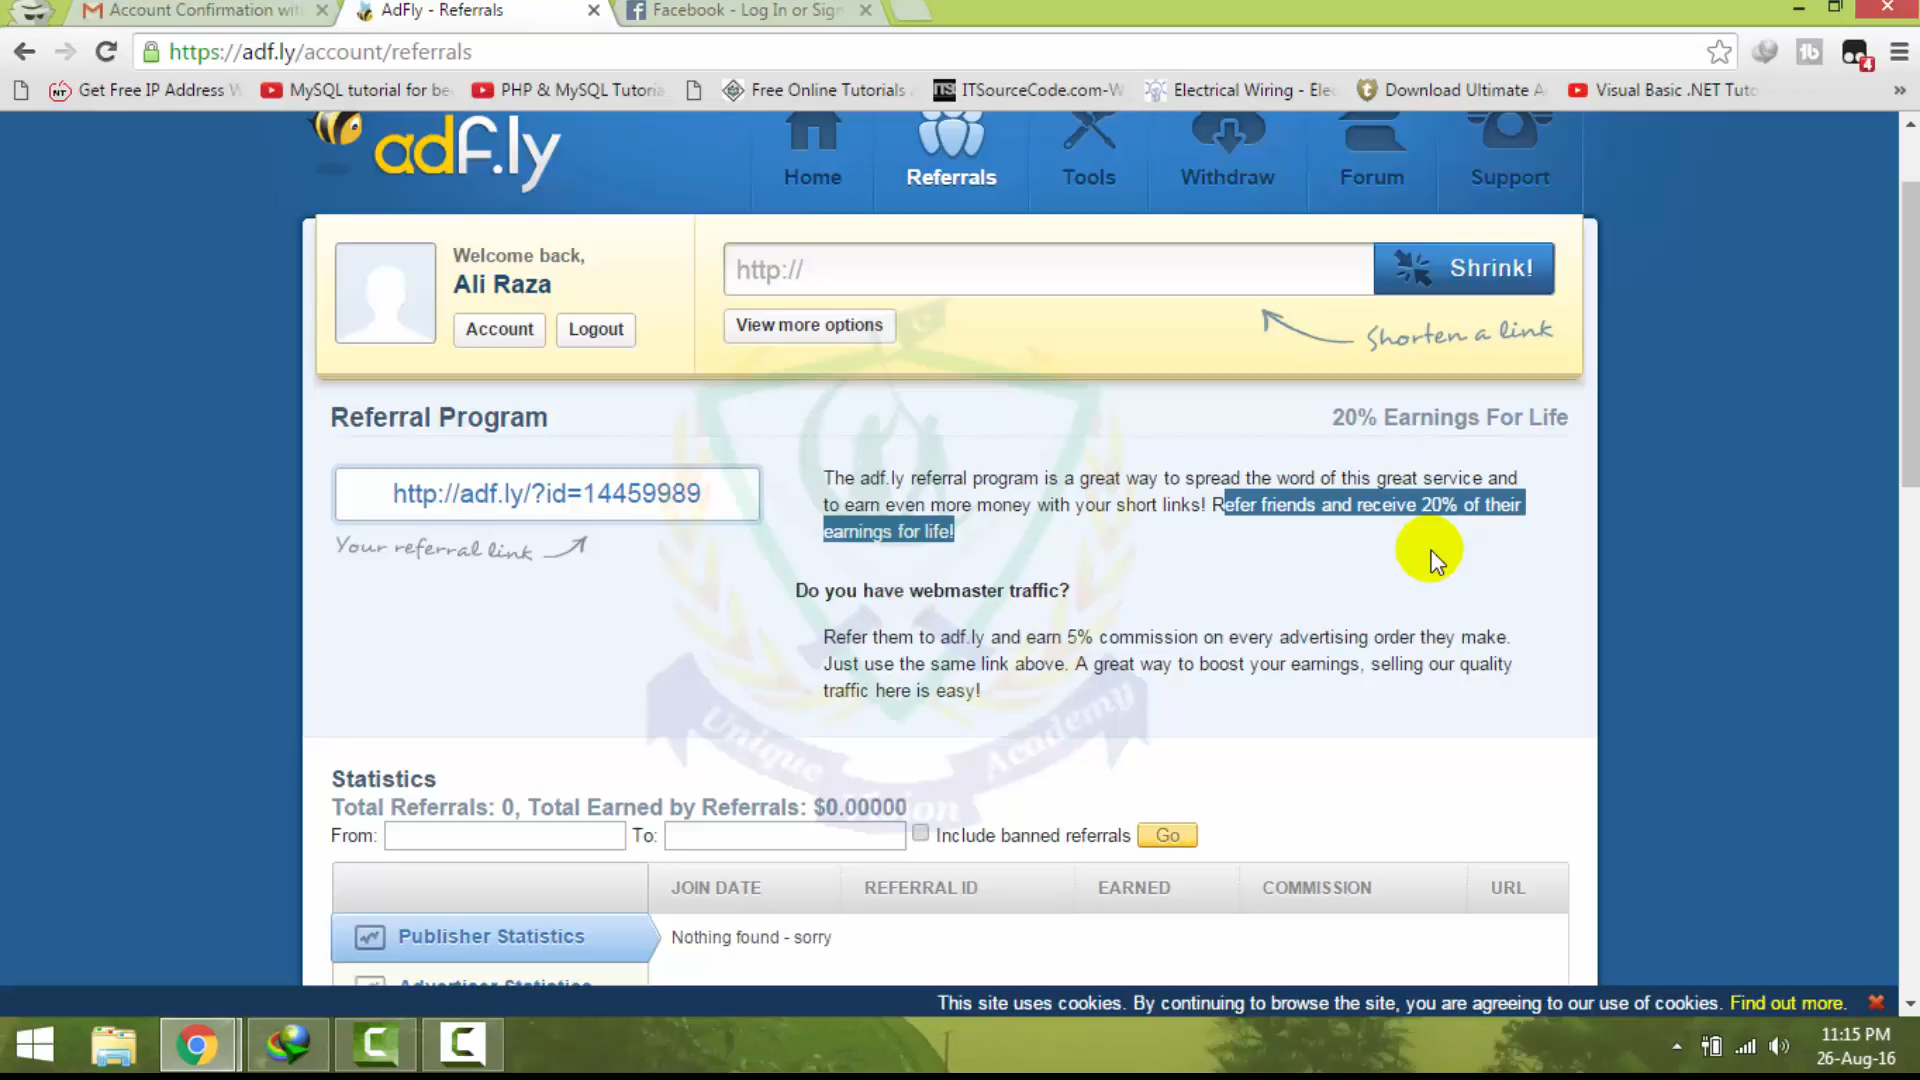 Account Confirmation wit
AdFly - Referrals
Facebook - Log In or Sign
https://adf.ly/account/referrals
Get Free IP Address W
MySQL tutorial for be
PHP & MySQL Tutoria
Free Online Tutorials
ITSourceCode.com-W
Electrical Wiring - Ele
Download Ultimate A
Visual Basic .NET Tuto
adf.ly
Home
Referrals
Tools
Withdraw
Forum
Support
Welcome back,
Ali Raza
Account
Logout
http://
Shrink!
View more options
Shorten a link
Referral Program
20% Earnings For Life
http://adf.ly/?id=14459989
Your referral link
The adf.ly referral program is a great way to spread the word of this great service and
to earn even more money with your short links! Refer friends and receive 20% of their
earnings for life!
Do you have webmaster traffic?
Refer them to adf.ly and earn 5% commission on every advertising order they make.
Just use the same link above. A great way to boost your earnings, selling our quality
traffic here is easy!
Unique Vision Academy
Statistics
Total Referrals: 0, Total Earned by Referrals: $0.00000
From:
To:
Include banned referrals
Go
JOIN DATE
REFERRAL ID
EARNED
COMMISSION
URL
Publisher Statistics
Nothing found - sorry
Advertiser Statistics
This site uses cookies. By continuing to browse the site, you are agreeing to our use of cookies. Find out more.
11:15 PM
26-Aug-16